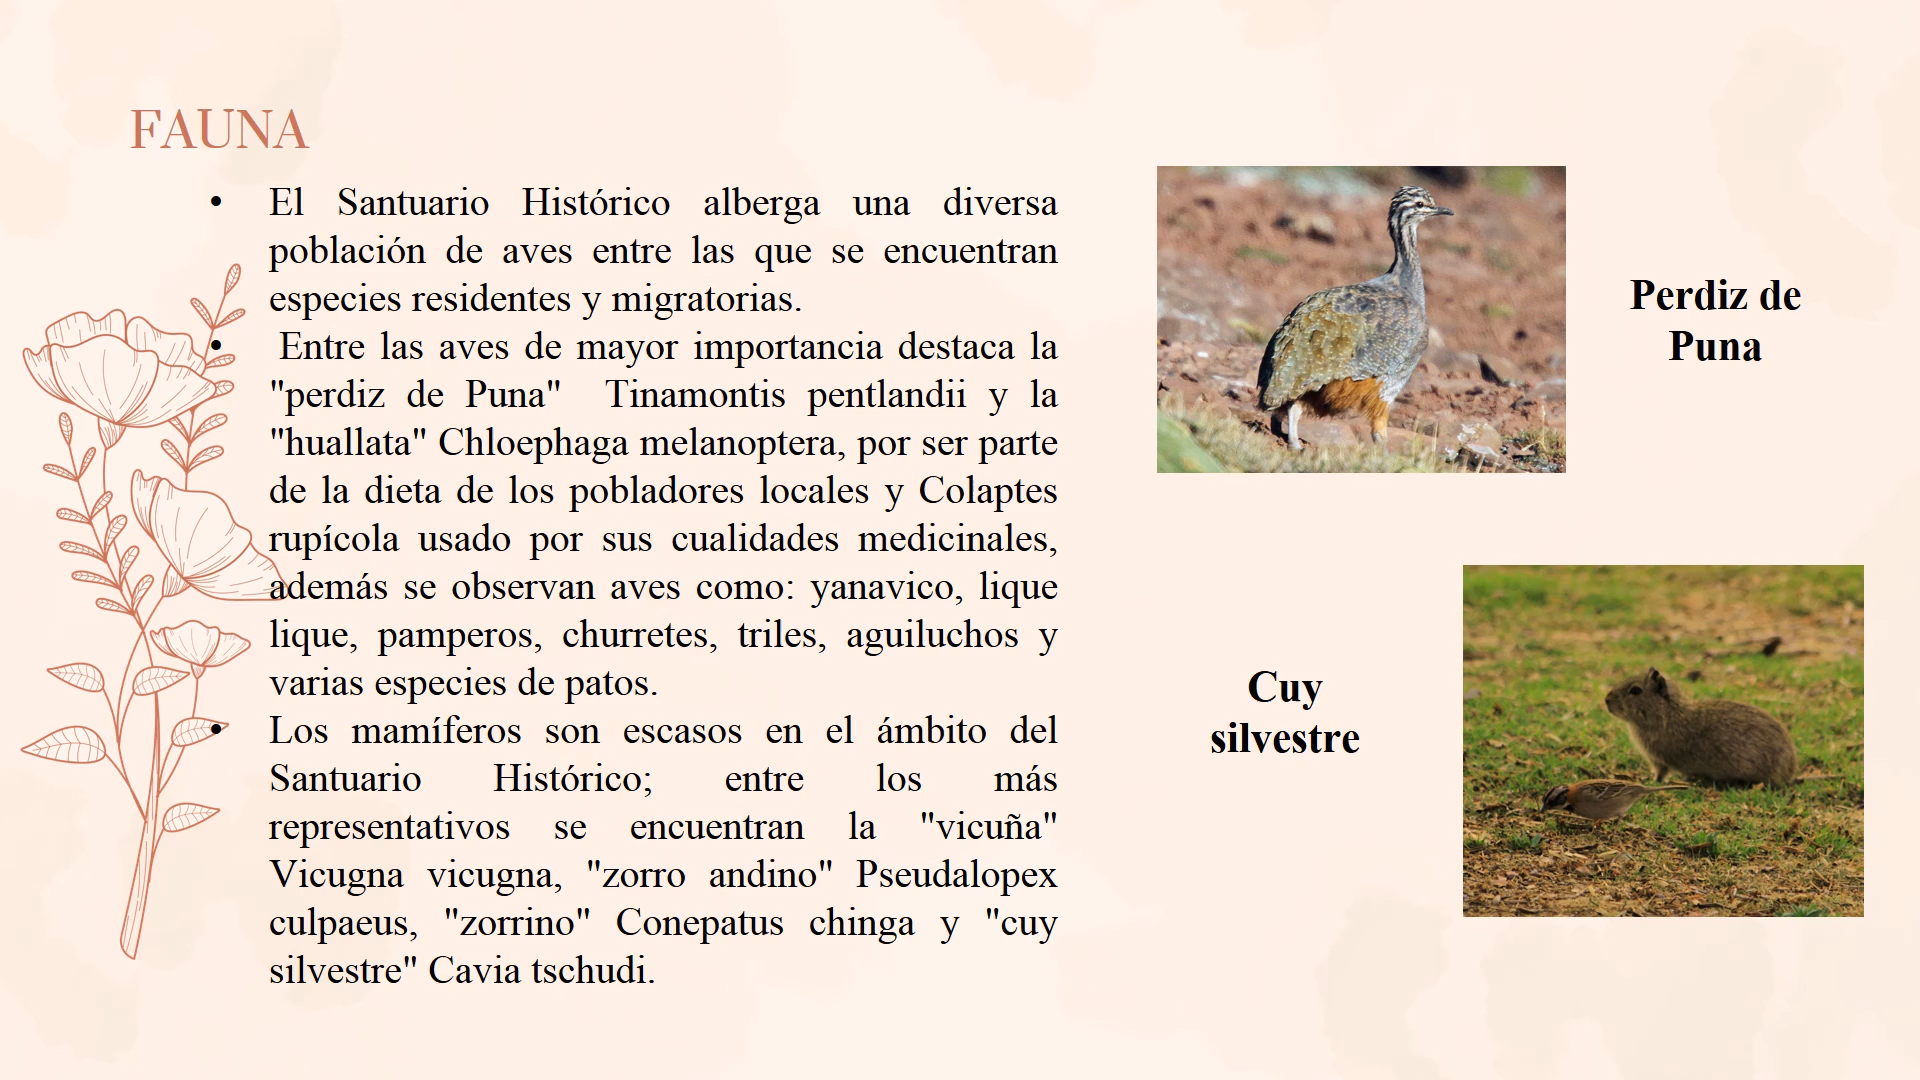 FAUNA
• El Santuario Histórico alberga una diversa
población de aves entre las que se encuentran
especies residentes y migratorias.
• Entre las aves de mayor importancia destaca la
"perdiz de Puna" Tinamontis pentlandii y la
"huallata" Chloephaga melanoptera, por ser parte
de la dieta de los pobladores locales y Colaptes
rupícola usado por sus cualidades medicinales,
además se observan aves como: yanavico, lique
lique, pamperos, churretes, triles, aguiluchos y
varias especies de patos.
• Los mamíferos son escasos en el ámbito del
Santuario Histórico; entre los más
representativos se encuentran la "vicuña"
Vicugna vicugna, "zorro andino" Pseudalopex
culpaeus, "zorrino" Conepatus chinga y "cuy
silvestre" Cavia tschudi.
Perdiz de
Puna
Cuy
silvestre